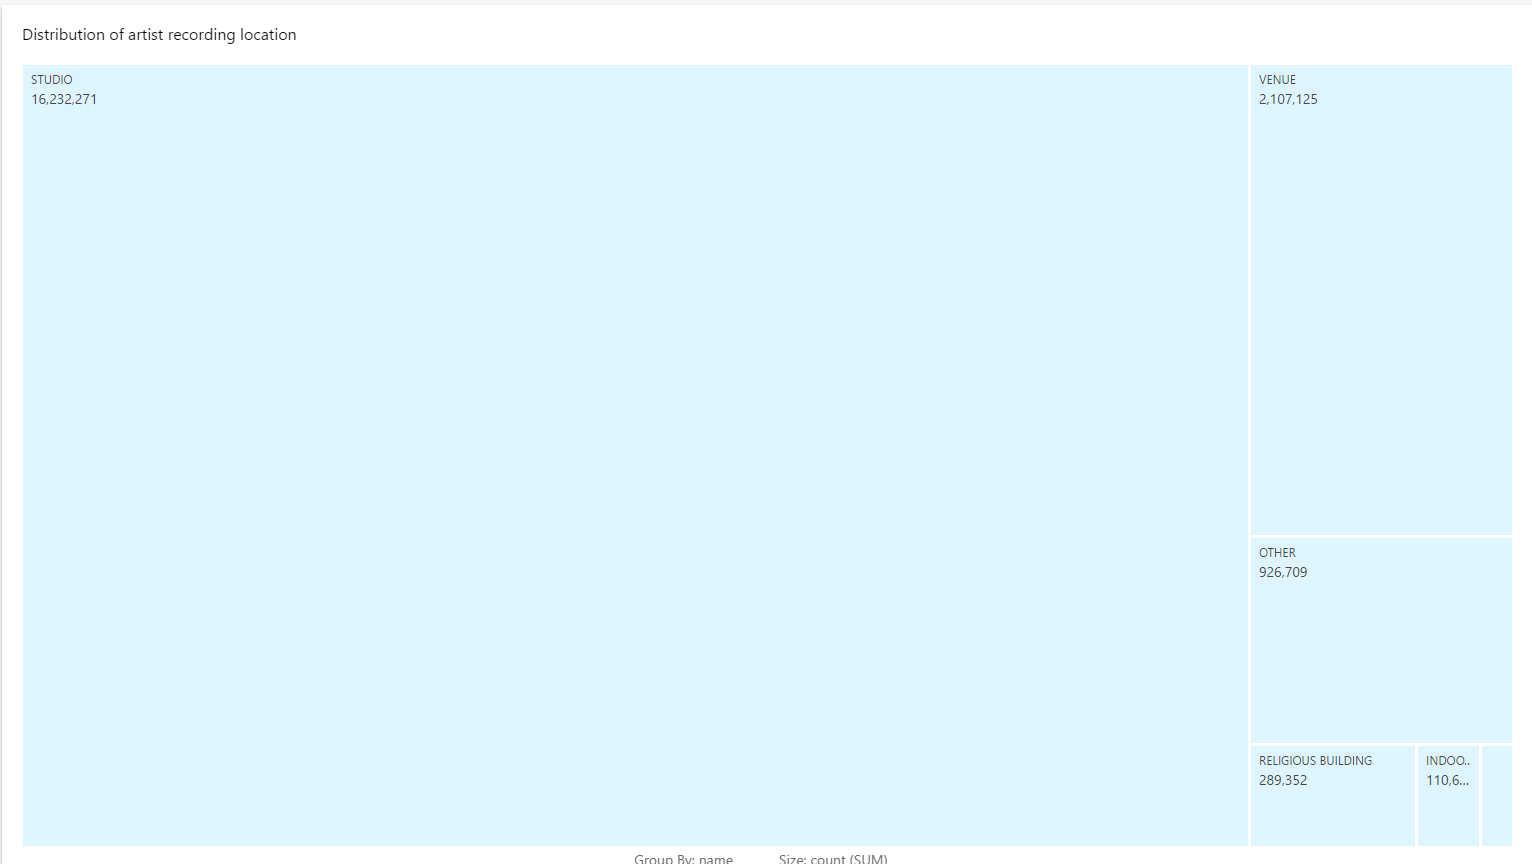 Distribution of artist recording location
STUDIO
16,232,271
VENUE
2,107,125
OTHER
926,709
RELIGIOUS BUILDING
289,352
INDOO...
110,6...
Group By: name Size: count (SUM)